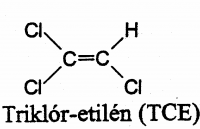 Cl H
C=C
Cl Cl
Triklór-etilén (TCE)